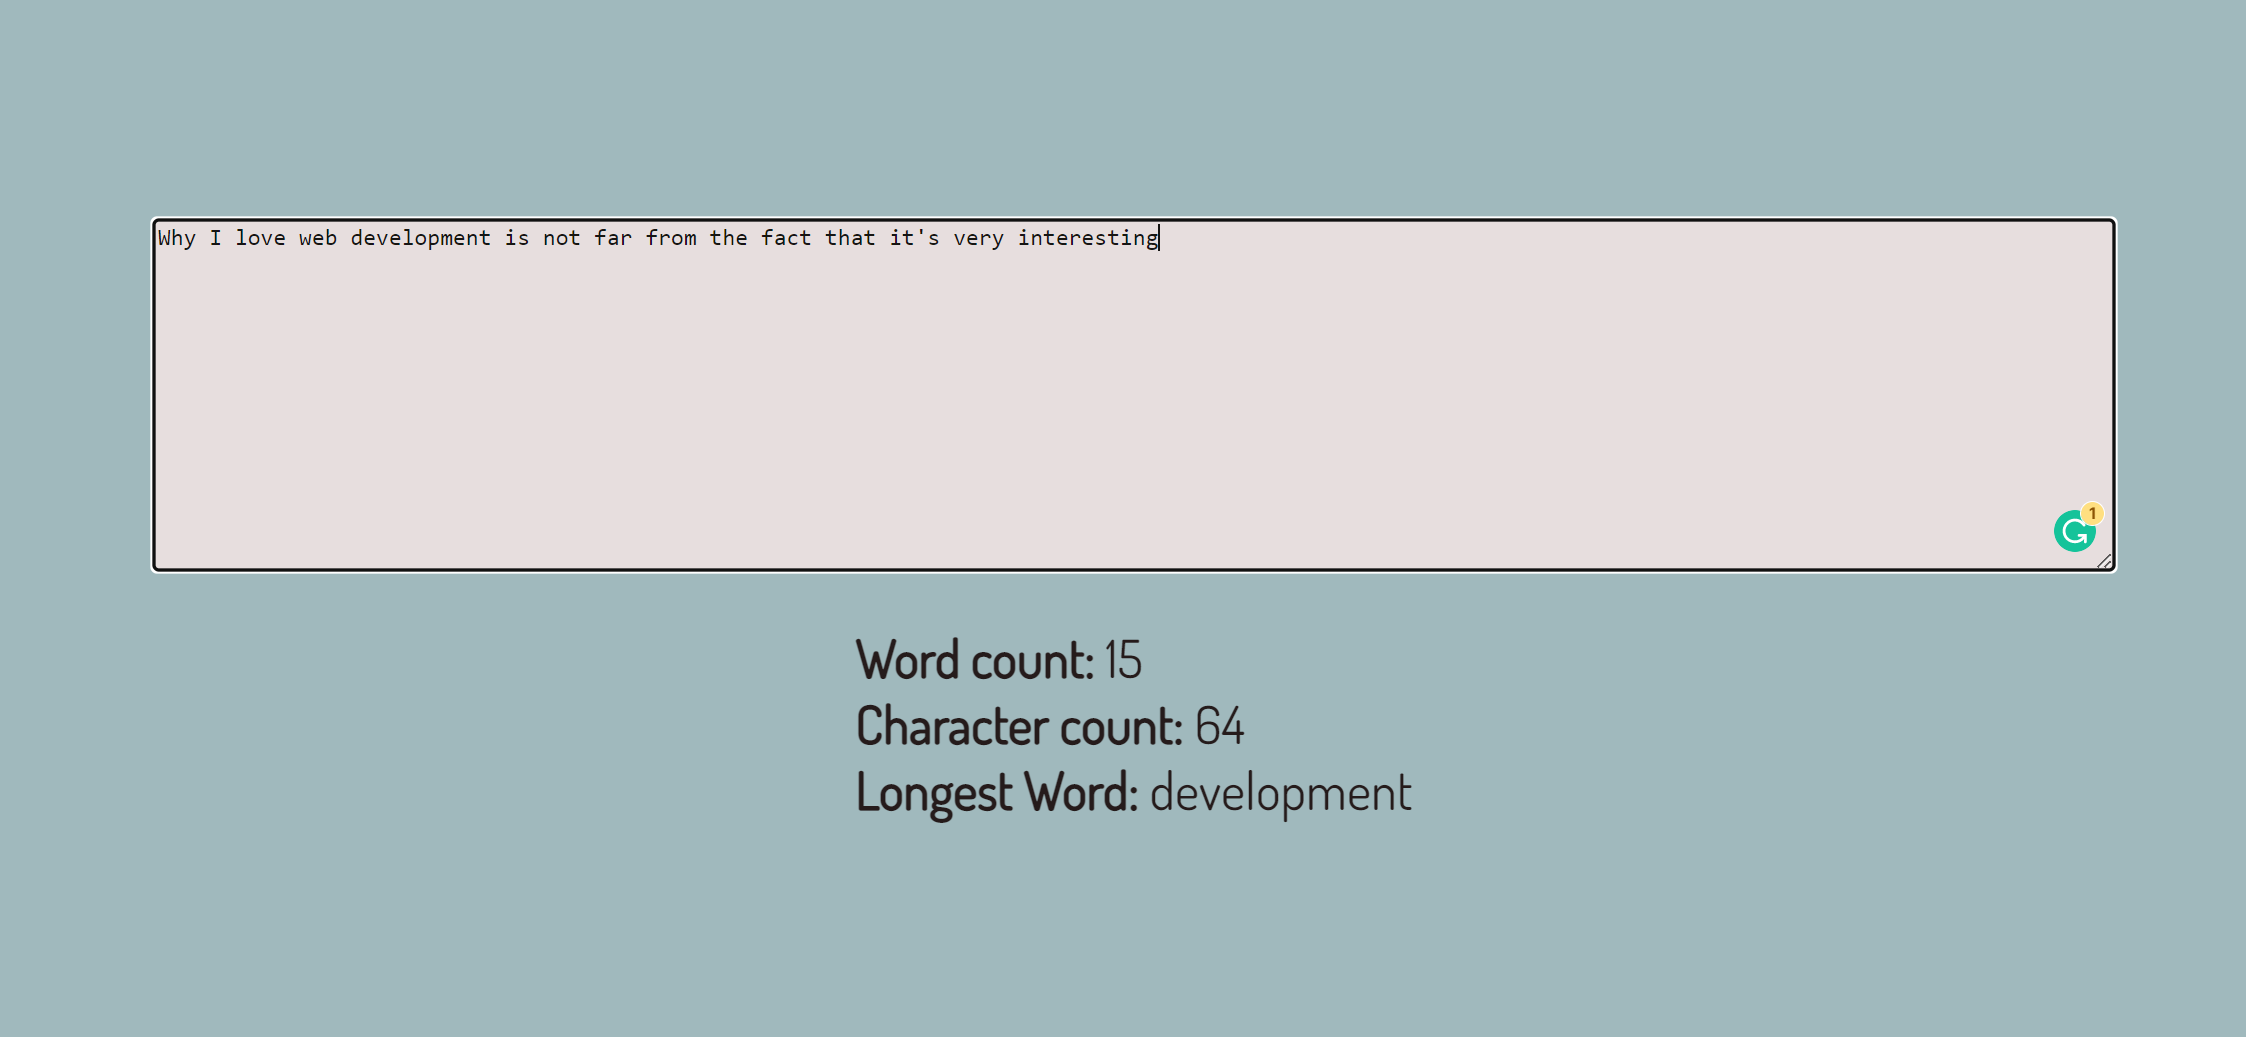 Why I love web development is not far from the fact that it's very interesting
1
Word count: 15
Character count: 64
Longest Word: development